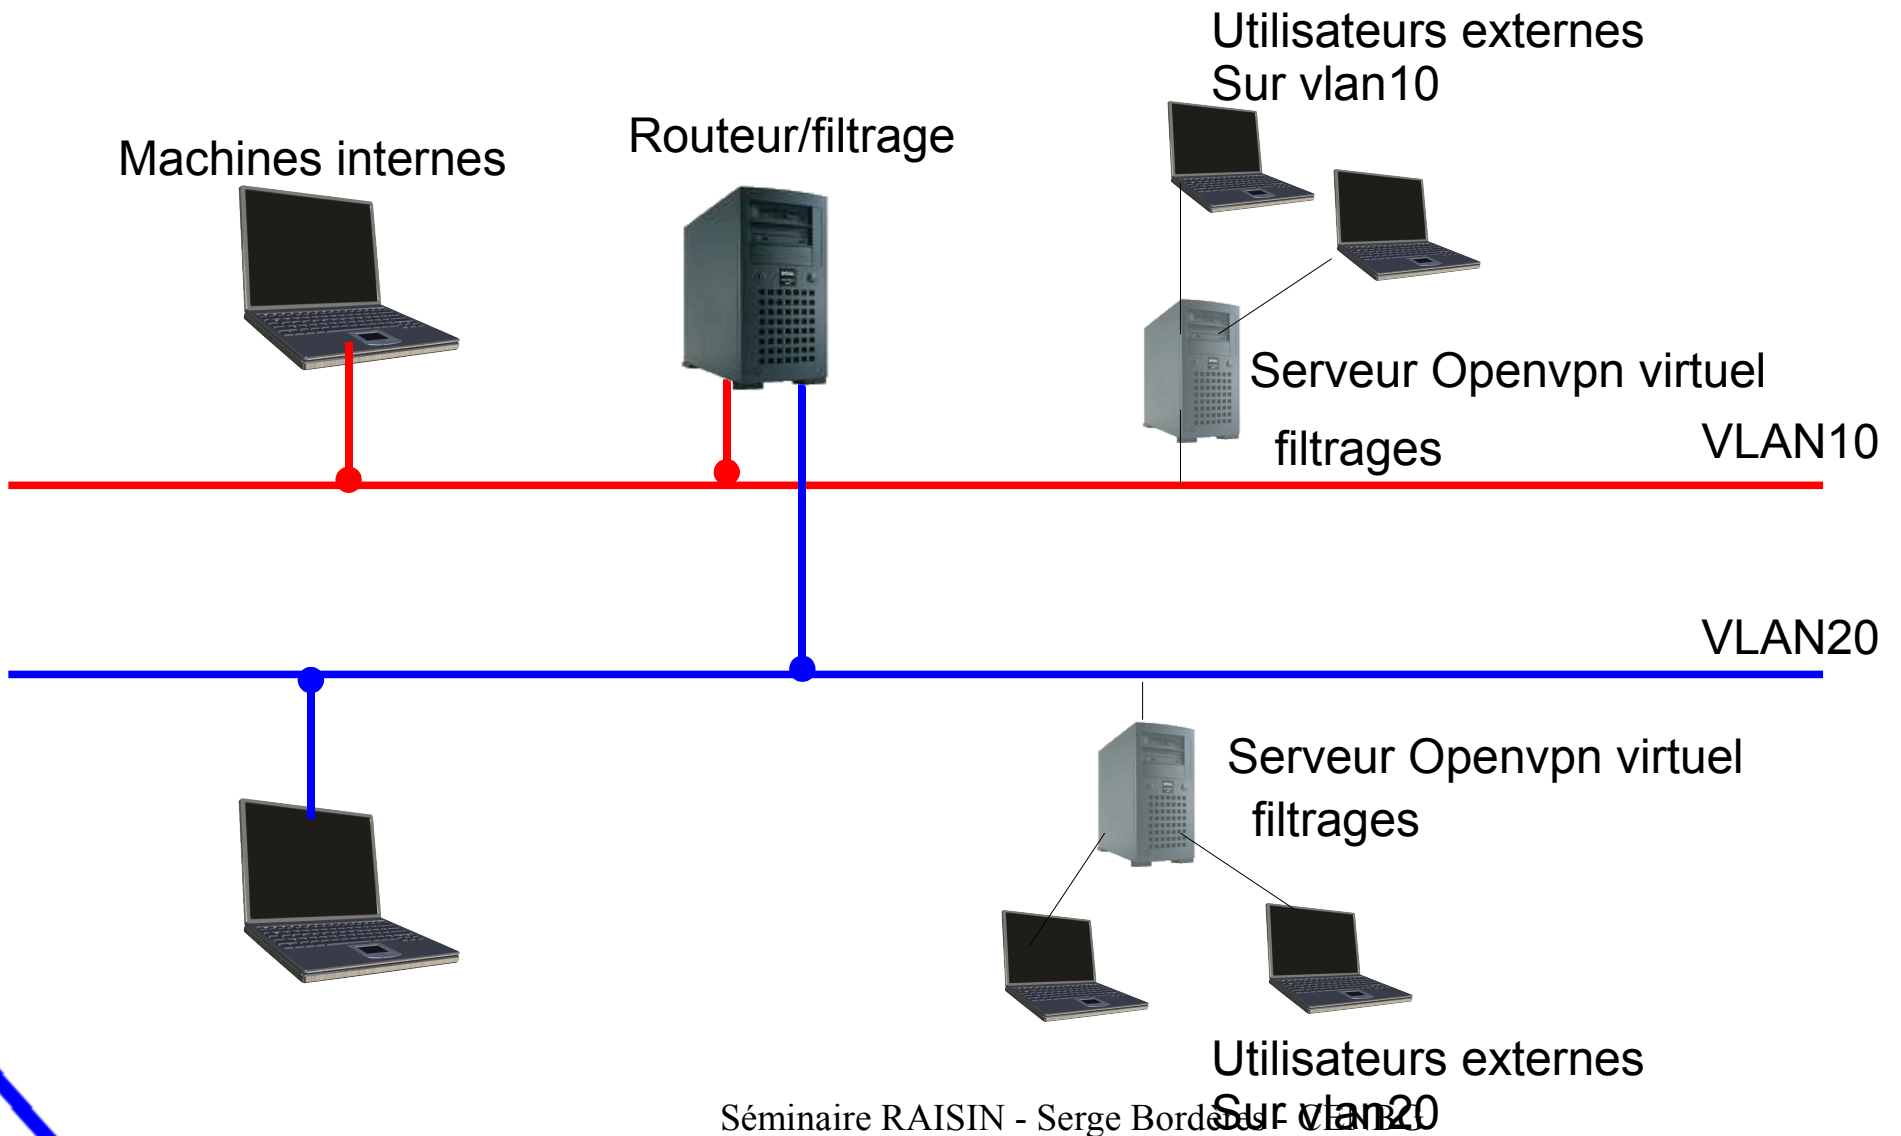 Utilisateurs externes
Sur vlan10
Machines internes
Routeur/filtrage
Serveur Openvpn virtuel
filtrages
VLAN10
VLAN20
Serveur Openvpn virtuel
filtrages
Utilisateurs externes
Sur vlan20
Séminaire RAISIN - Serge Bordères - CENBG